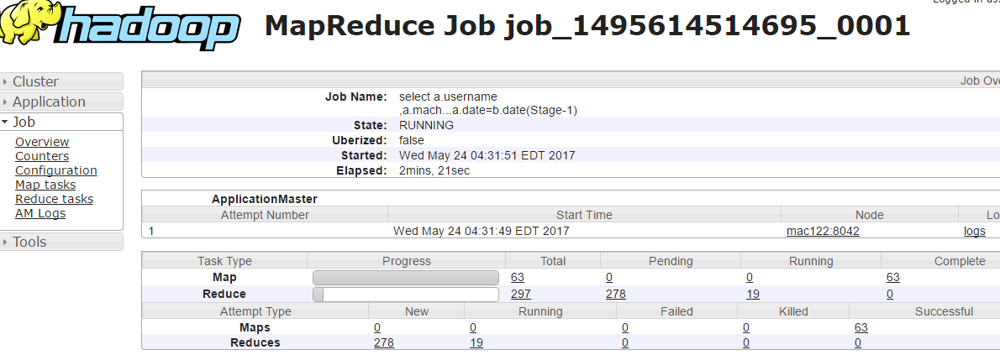 Logged in as:
hadoop
MapReduce Job job_1495614514695_0001
Cluster
Application
Job
Overview
Counters
Configuration
Map tasks
Reduce tasks
AM Logs
Tools
Job Ove
Job Name: select a.username
,a.mach...a.date=b.date(Stage-1)
State: RUNNING
Uberized: false
Started: Wed May 24 04:31:51 EDT 2017
Elapsed: 2mins, 21sec
ApplicationMaster
Attempt Number Start Time Node Lo
1 Wed May 24 04:31:49 EDT 2017 mac122:8042 logs
Task Type Progress Total Pending Running Complete
Map 63 0 0 63
Reduce 297 278 19 0
Attempt Type New Running Failed Killed Successful
Maps 0 0 0 0 63
Reduces 278 19 0 0 0